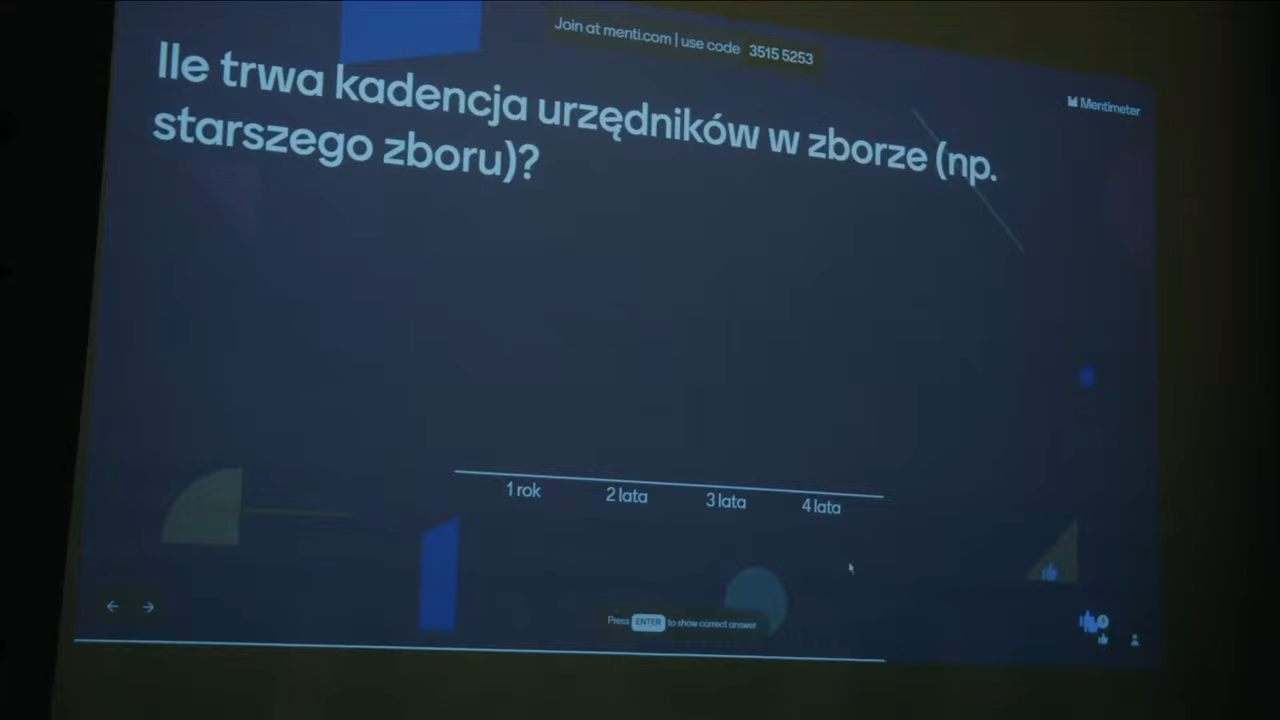 Join at menti.com | use code 3515 5253
Mentimeter
Ile trwa kadencja urzędników w zborze (np.
starszego zboru)?
1 rok
2 lata
3 lata
4 lata
Press ENTER to show correct answer